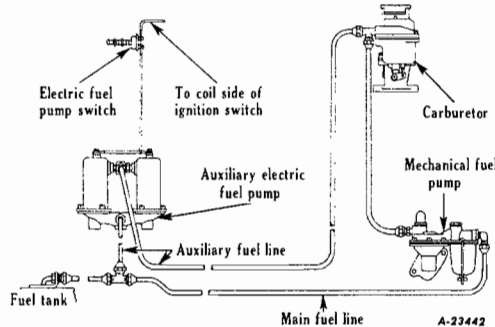 Electric fuel
pump switch
To coil side of
ignition switch
Carburetor
Mechanical fuel
pump
Auxiliary electric
fuel pump
Auxiliary fuel line
Fuel tank
Main fuel line
A-23442